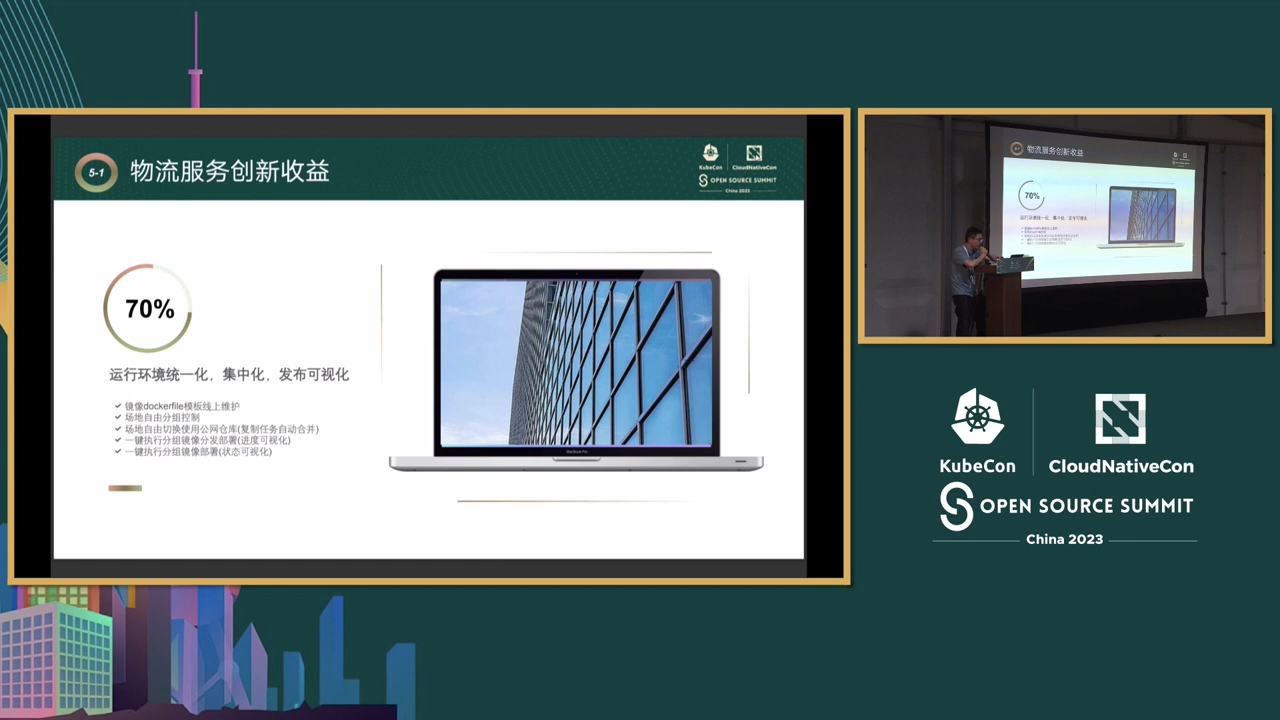 5-1
物流服务创新收益
KubeCon
CloudNativeCon
OPEN SOURCE SUMMIT
China 2023
70%
运行环境统一化，集中化，发布可视化
镜像dockerfile模板线上维护
场地自由分组控制
场地自由切换使用公网仓库(复制任务自动合并)
一键执行分组镜像分发部署(进度可视化)
一键执行分组镜像部署(状态可视化)
MacBook Pro
物流服务创新收益
70%
运行环境统一化，集中化，发布可视化
KubeCon
CloudNativeCon
OPEN SOURCE SUMMIT
China 2023